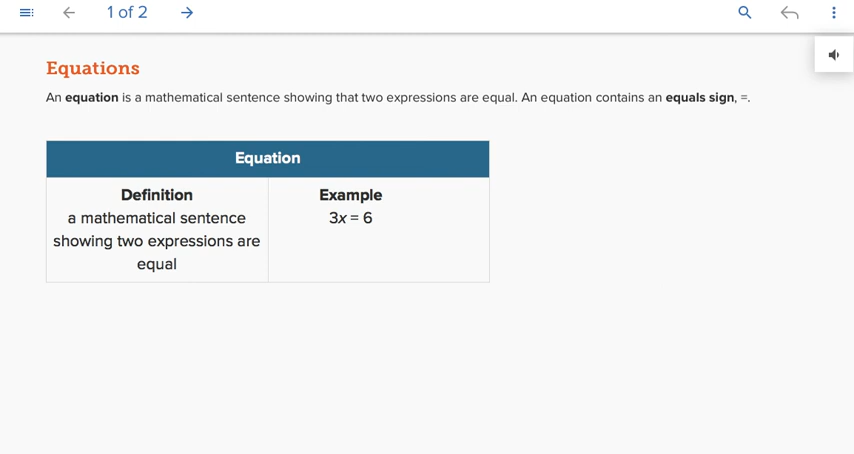 1 of 2
Equations
An equation is a mathematical sentence showing that two expressions are equal. An equation contains an equals sign, =.
Equation
Definition
a mathematical sentence
showing two expressions are
equal
Example
3x = 6